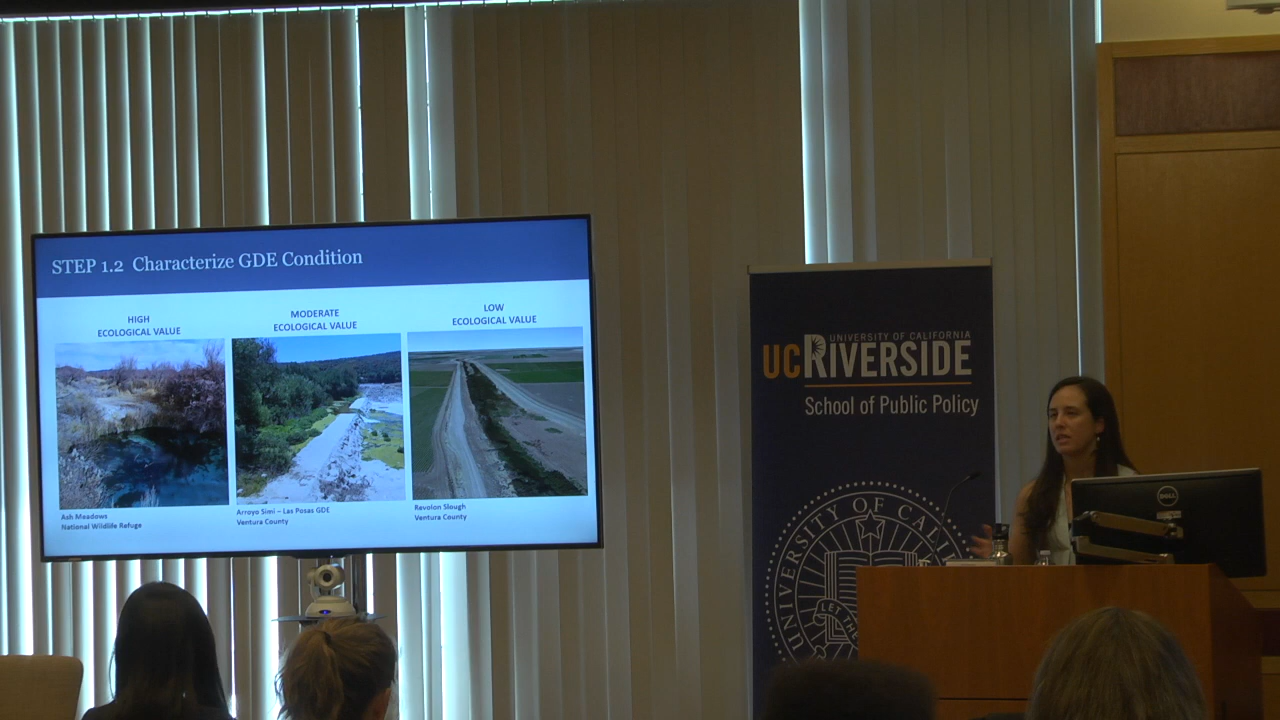 STEP 1.2 Characterize GDE Condition
HIGH
ECOLOGICAL VALUE
MODERATE
ECOLOGICAL VALUE
LOW
ECOLOGICAL VALUE
Ash Meadows
National Wildlife Refuge
Arroyo Simi – Las Posas GDE
Ventura County
Revolon Slough
Ventura County
UNIVERSITY OF CALIFORNIA
UCRIVERSIDE
School of Public Policy
UNIVERSITY OF CALIF
LET THE
DELL